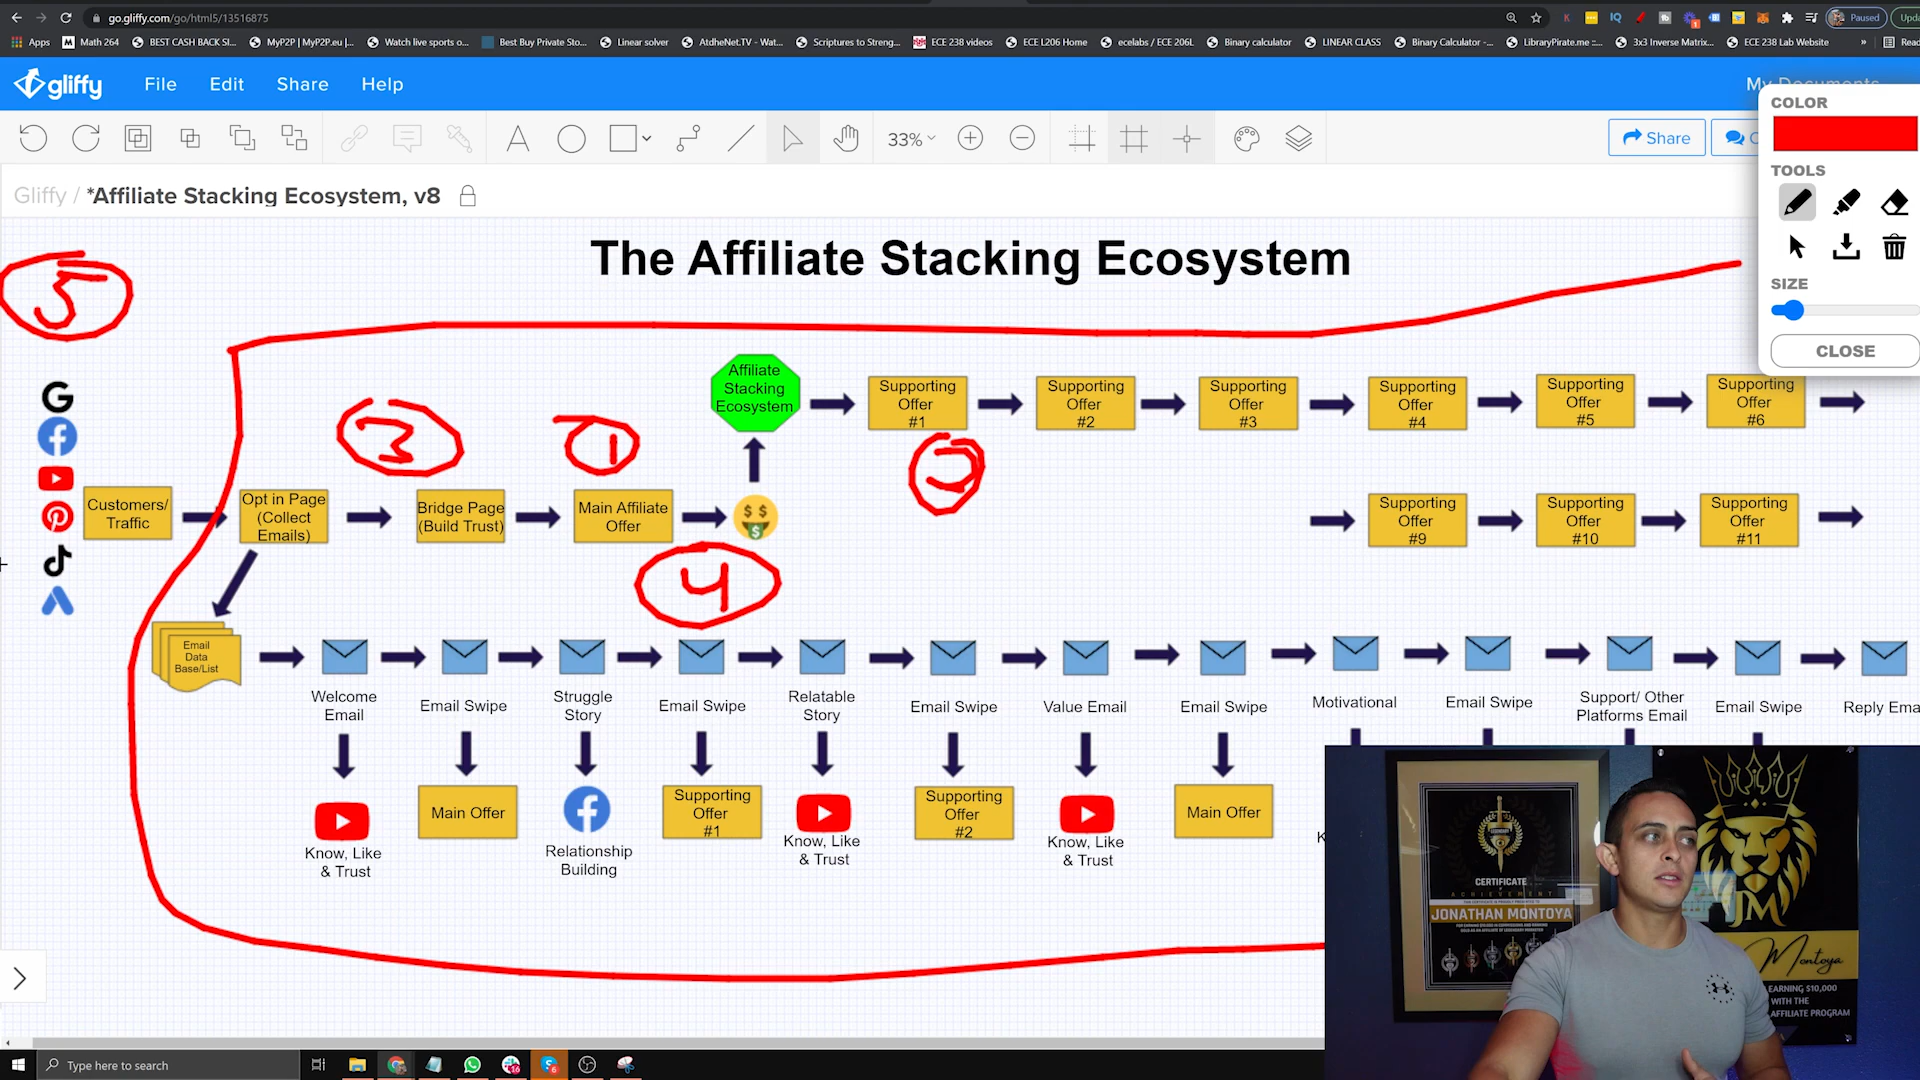 go.gliffy.com/go/html5/13516875
Paused
Apps
Math 264
BEST CASH BACK SI...
MyP2P | MyP2P.eu |...
Watch live sports o...
Best Buy Private Sto...
Linear solver
AtdheNet.TV - Wat...
Scriptures to Streng...
ECE 238 videos
ECE L206 Home
ecelabs / ECE 206L
Binary calculator
LINEAR CLASS
Binary Calculator -...
LibraryPirate.me ::...
3x3 Inverse Matrix...
ECE 238 Lab Website
»
gliffy
File
Edit
Share
Help
My Documents
33%
Share
COLOR
TOOLS
SIZE
CLOSE
Gliffy / *Affiliate Stacking Ecosystem, v8
The Affiliate Stacking Ecosystem
5
Affiliate
Stacking
Ecosystem
Supporting
Offer
#1
Supporting
Offer
#2
Supporting
Offer
#3
Supporting
Offer
#4
Supporting
Offer
#5
Supporting
Offer
#6
3
1
2
Customers/
Traffic
Opt in Page
(Collect
Emails)
Bridge Page
(Build Trust)
Main Affiliate
Offer
$ $
$
Supporting
Offer
#9
Supporting
Offer
#10
Supporting
Offer
#11
4
Email
Data
Base/List
Welcome
Email
Email Swipe
Struggle
Story
Email Swipe
Relatable
Story
Email Swipe
Value Email
Email Swipe
Motivational
Email Swipe
Support/ Other
Platforms Email
Email Swipe
Know, Like
& Trust
Main Offer
Relationship
Building
Supporting
Offer
#1
Know, Like
& Trust
Supporting
Offer
#2
Know, Like
& Trust
Main Offer
CERTIFICATE
JONATHAN MONTOYA
JM
Montoya
EARNING $10,000
WITH THE
AFFILIATE PROGRAM
Type here to search